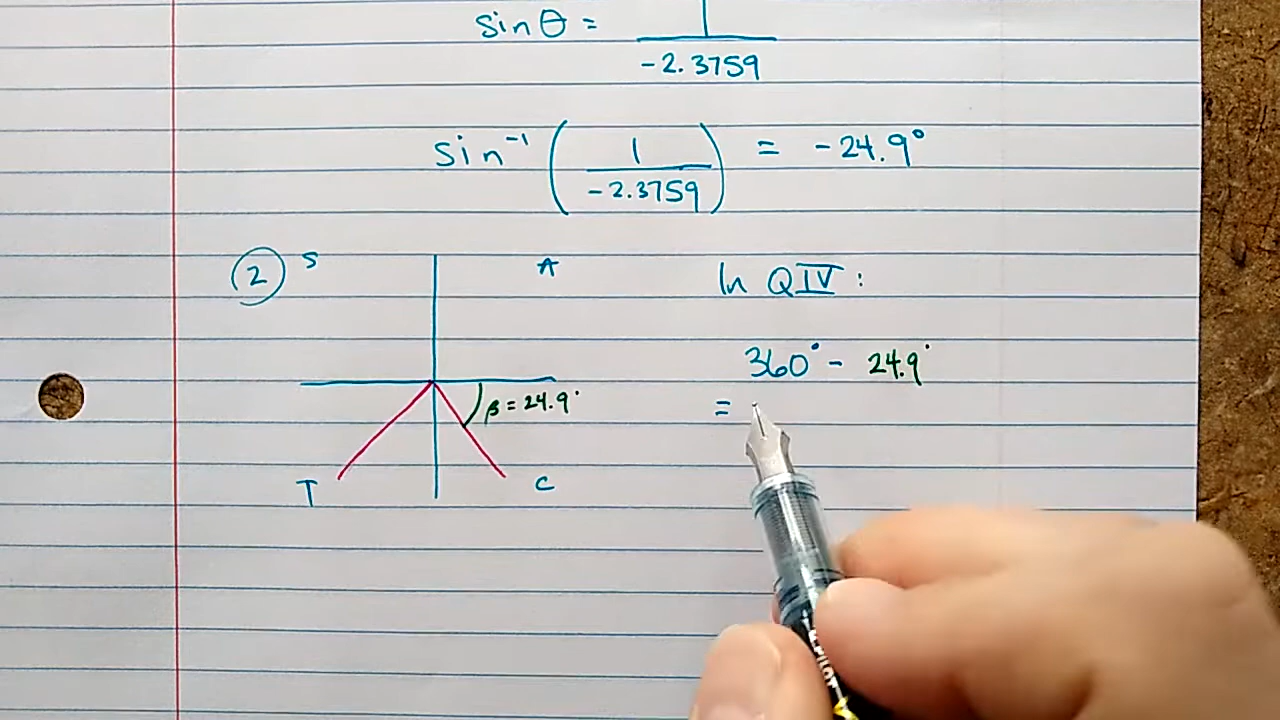 sin θ = 1 / -2.3759
sin⁻¹ ( 1 / -2.3759 ) = -24.9°
② S A
In QIV:
360° - 24.9°
β = 24.9°
=
T C